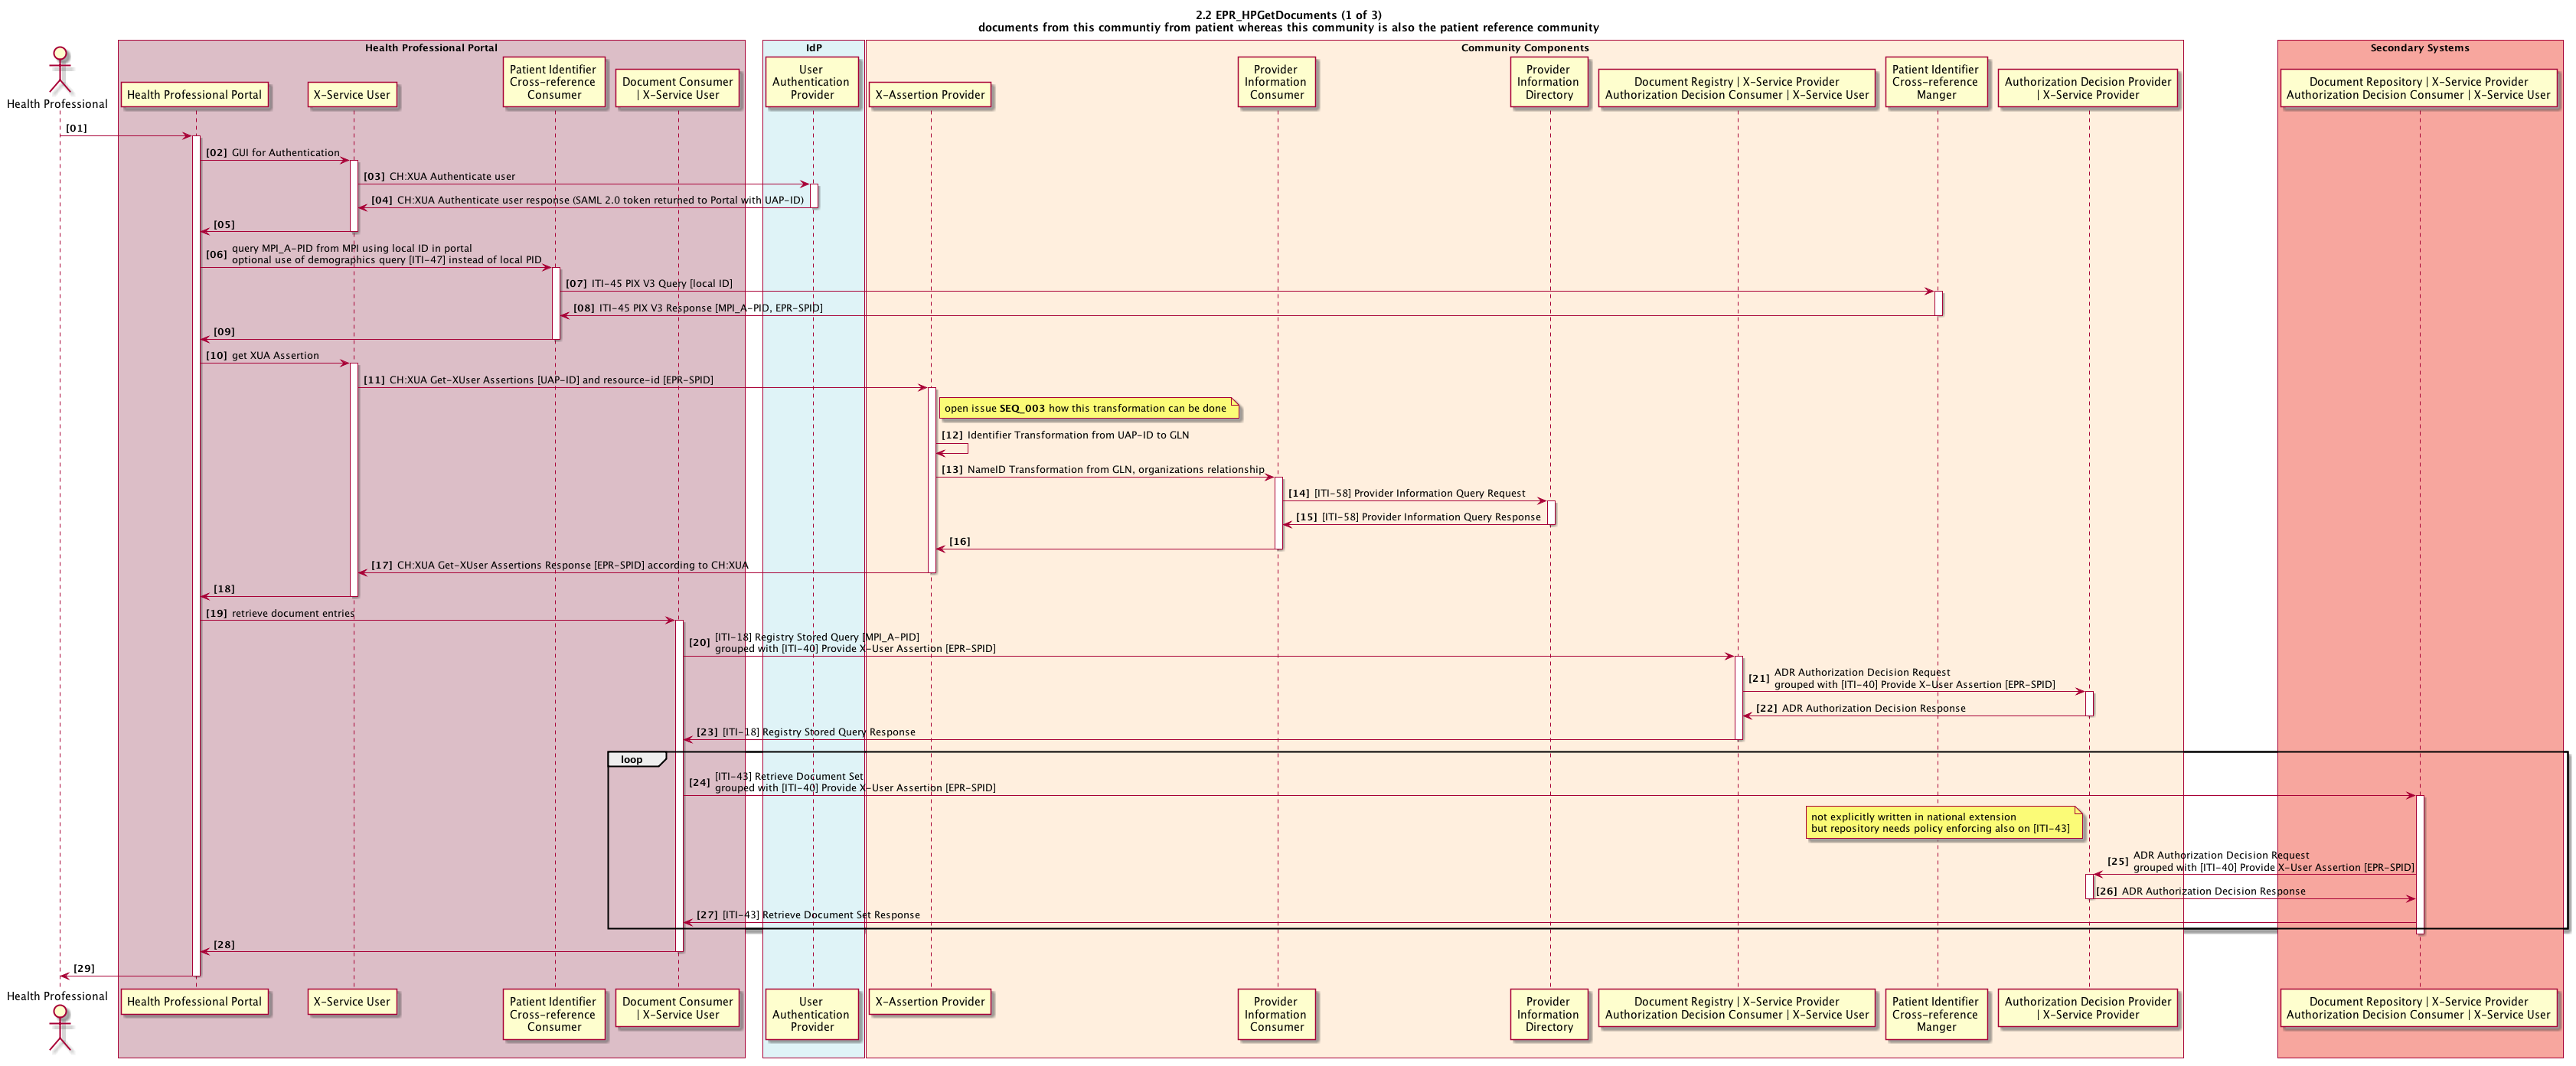 2.2 EPR_HPGetDocuments (1 of 3)
documents from this communtiy from patient whereas this community is also the patient reference community
Health Professional Portal
IdP
Community Components
Secondary Systems
Health Professional
Health Professional Portal
X-Service User
Patient Identifier
Cross-reference
Consumer
Document Consumer
| X-Service User
User
Authentication
Provider
X-Assertion Provider
Provider
Information
Consumer
Provider
Information
Directory
Document Registry | X-Service Provider
Authorization Decision Consumer | X-Service User
Patient Identifier
Cross-reference
Manger
Authorization Decision Provider
| X-Service Provider
Document Repository | X-Service Provider
Authorization Decision Consumer | X-Service User
[01]
[02] GUI for Authentication
[03] CH:XUA Authenticate user
[04] CH:XUA Authenticate user response (SAML 2.0 token returned to Portal with UAP-ID)
[05]
[06] query MPI_A-PID from MPI using local ID in portal
optional use of demographics query [ITI-47] instead of local PID
[07] ITI-45 PIX V3 Query [local ID]
[08] ITI-45 PIX V3 Response [MPI_A-PID, EPR-SPID]
[09]
[10] get XUA Assertion
[11] CH:XUA Get-XUser Assertions [UAP-ID] and resource-id [EPR-SPID]
open issue SEQ_003 how this transformation can be done
[12] Identifier Transformation from UAP-ID to GLN
[13] NameID Transformation from GLN, organizations relationship
[14] [ITI-58] Provider Information Query Request
[15] [ITI-58] Provider Information Query Response
[16]
[17] CH:XUA Get-XUser Assertions Response [EPR-SPID] according to CH:XUA
[18]
[19] retrieve document entries
[20] [ITI-18] Registry Stored Query [MPI_A-PID]
grouped with [ITI-40] Provide X-User Assertion [EPR-SPID]
[21] ADR Authorization Decision Request
grouped with [ITI-40] Provide X-User Assertion [EPR-SPID]
[22] ADR Authorization Decision Response
[23] [ITI-18] Registry Stored Query Response
loop
[24] [ITI-43] Retrieve Document Set
grouped with [ITI-40] Provide X-User Assertion [EPR-SPID]
not explicitly written in national extension
but repository needs policy enforcing also on [ITI-43]
[25] ADR Authorization Decision Request
grouped with [ITI-40] Provide X-User Assertion [EPR-SPID]
[26] ADR Authorization Decision Response
[27] [ITI-43] Retrieve Document Set Response
[28]
[29]
Health Professional
Health Professional Portal
X-Service User
Patient Identifier
Cross-reference
Consumer
Document Consumer
| X-Service User
User
Authentication
Provider
X-Assertion Provider
Provider
Information
Consumer
Provider
Information
Directory
Document Registry | X-Service Provider
Authorization Decision Consumer | X-Service User
Patient Identifier
Cross-reference
Manger
Authorization Decision Provider
| X-Service Provider
Document Repository | X-Service Provider
Authorization Decision Consumer | X-Service User